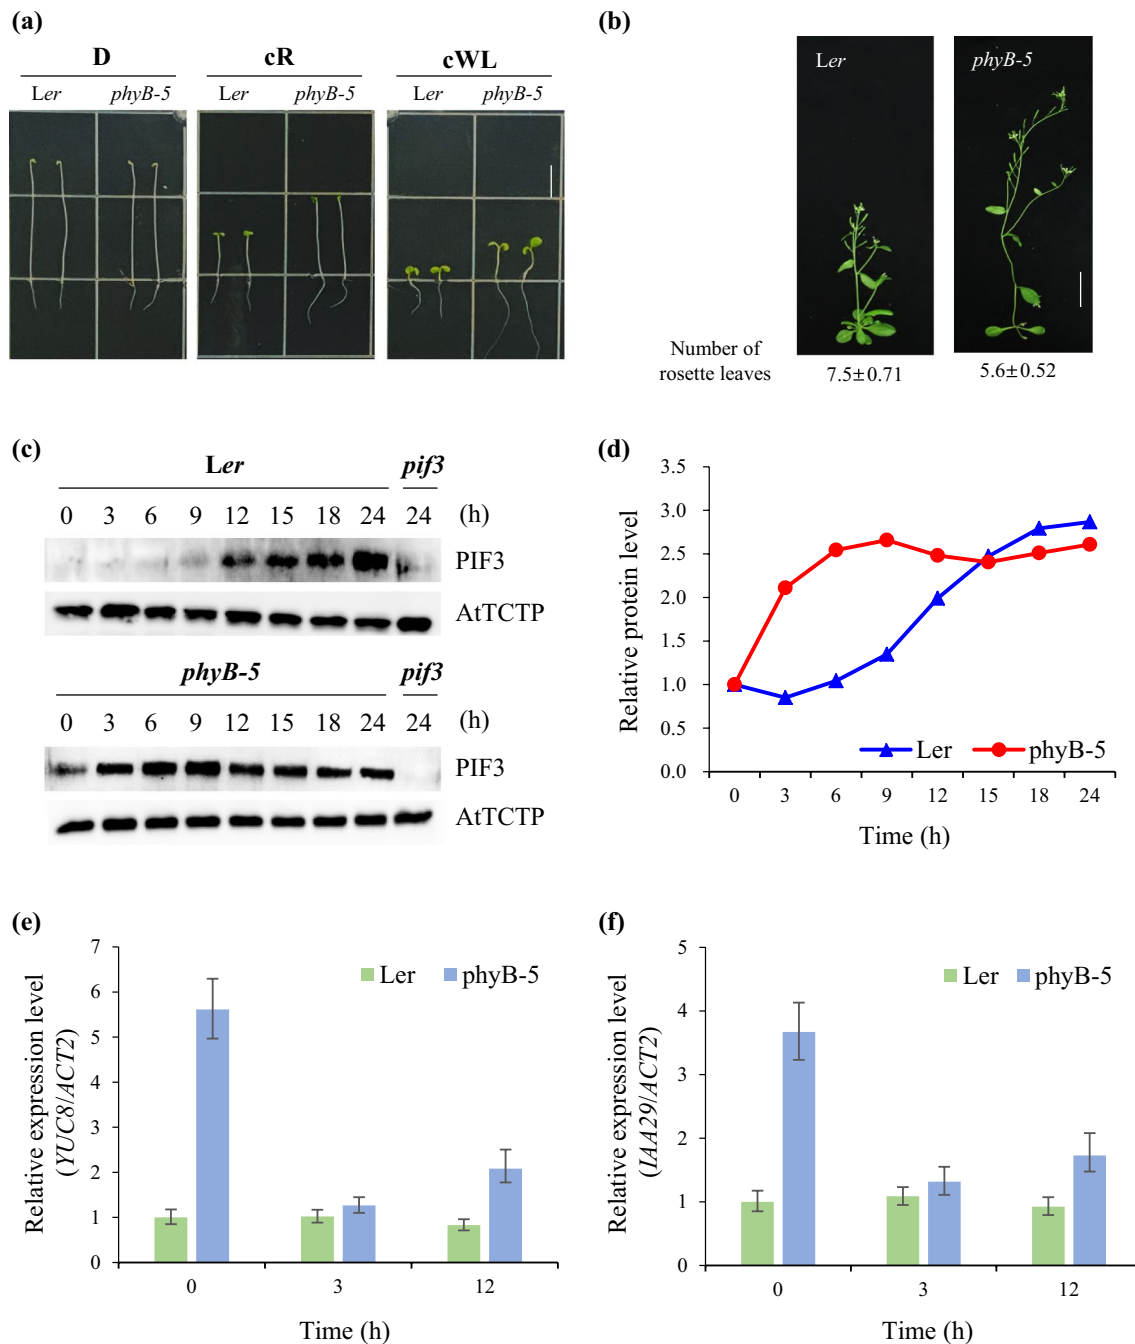 (a)
D cR cWL
Ler phyB-5 Ler phyB-5 Ler phyB-5
(b)
Ler phyB-5
Number of
rosette leaves
7.5±0.71 5.6±0.52
(c)
Ler pif3
0 3 6 9 12 15 18 24 24 (h)
PIF3
AtTCTP
phyB-5 pif3
0 3 6 9 12 15 18 24 24 (h)
PIF3
AtTCTP
(d)
Relative protein level
3.5
3.0
2.5
2.0
1.5
1.0
0.5
0.0
Ler phyB-5
0 3 6 9 12 15 18 24
Time (h)
(e)
Relative expression level
(YUC8/ACT2)
7
6
5
4
3
2
1
0
Ler phyB-5
0 3 12
Time (h)
(f)
Relative expression level
(IAA29/ACT2)
5
4
3
2
1
0
Ler phyB-5
0 3 12
Time (h)